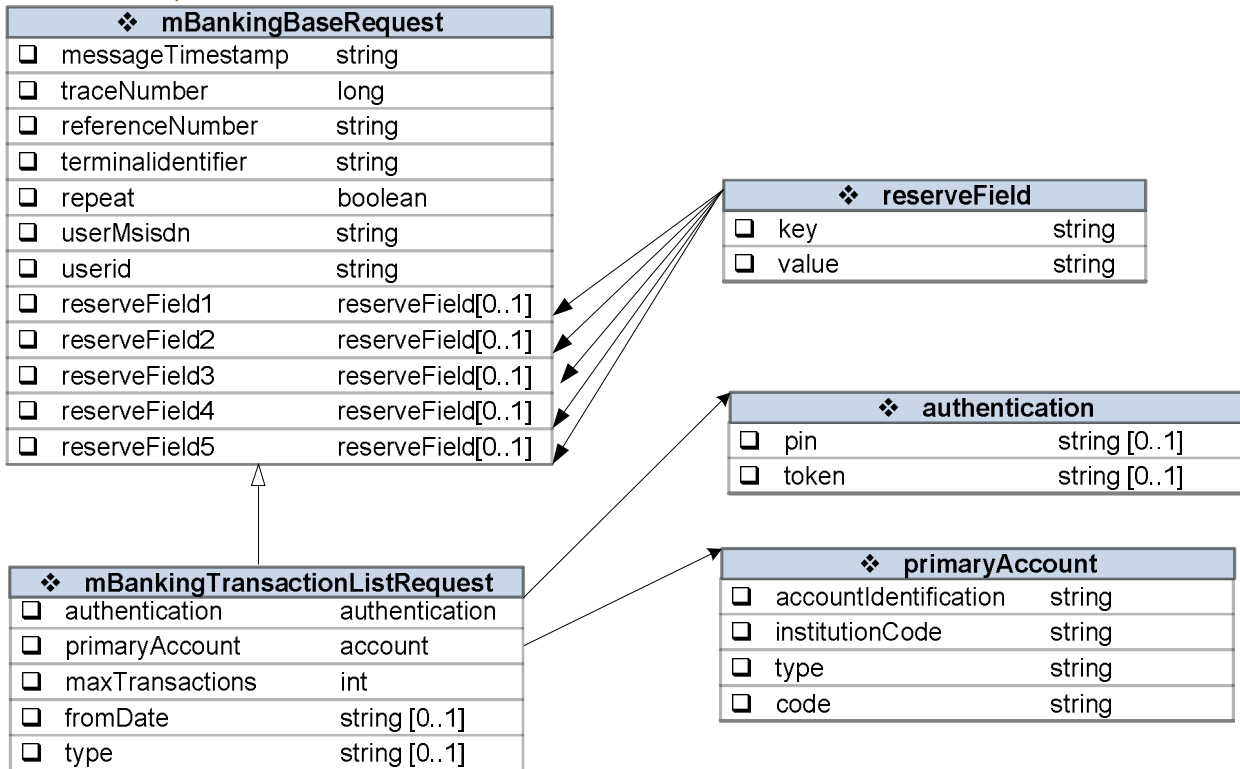 ❖ mBankingBaseRequest
❑ messageTimestamp string
❑ traceNumber long
❑ referenceNumber string
❑ terminalidentifier string
❑ repeat boolean
❑ userMsisdn string
❑ userid string
❑ reserveField1 reserveField[0..1]
❑ reserveField2 reserveField[0..1]
❑ reserveField3 reserveField[0..1]
❑ reserveField4 reserveField[0..1]
❑ reserveField5 reserveField[0..1]
❖ reserveField
❑ key string
❑ value string
❖ authentication
❑ pin string [0..1]
❑ token string [0..1]
❖ mBankingTransactionListRequest
❑ authentication authentication
❑ primaryAccount account
❑ maxTransactions int
❑ fromDate string [0..1]
❑ type string [0..1]
❖ primaryAccount
❑ accountIdentification string
❑ institutionCode string
❑ type string
❑ code string